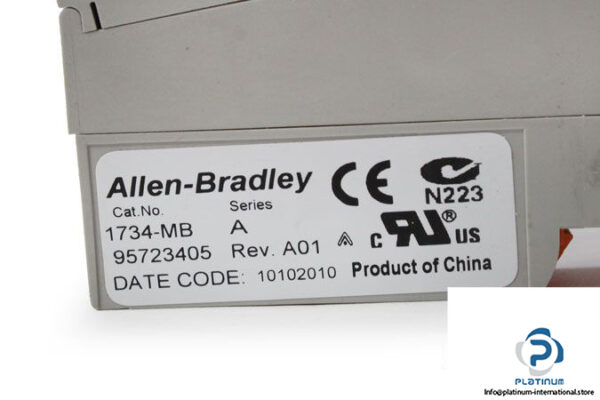 Allen-Bradley
CE
N223
Cat.No. Series
1734-MB A
95723405 Rev. A01
c RU ® US
DATE CODE: 10102010 Product of China
PLATINUM
Info@platinum-international.store